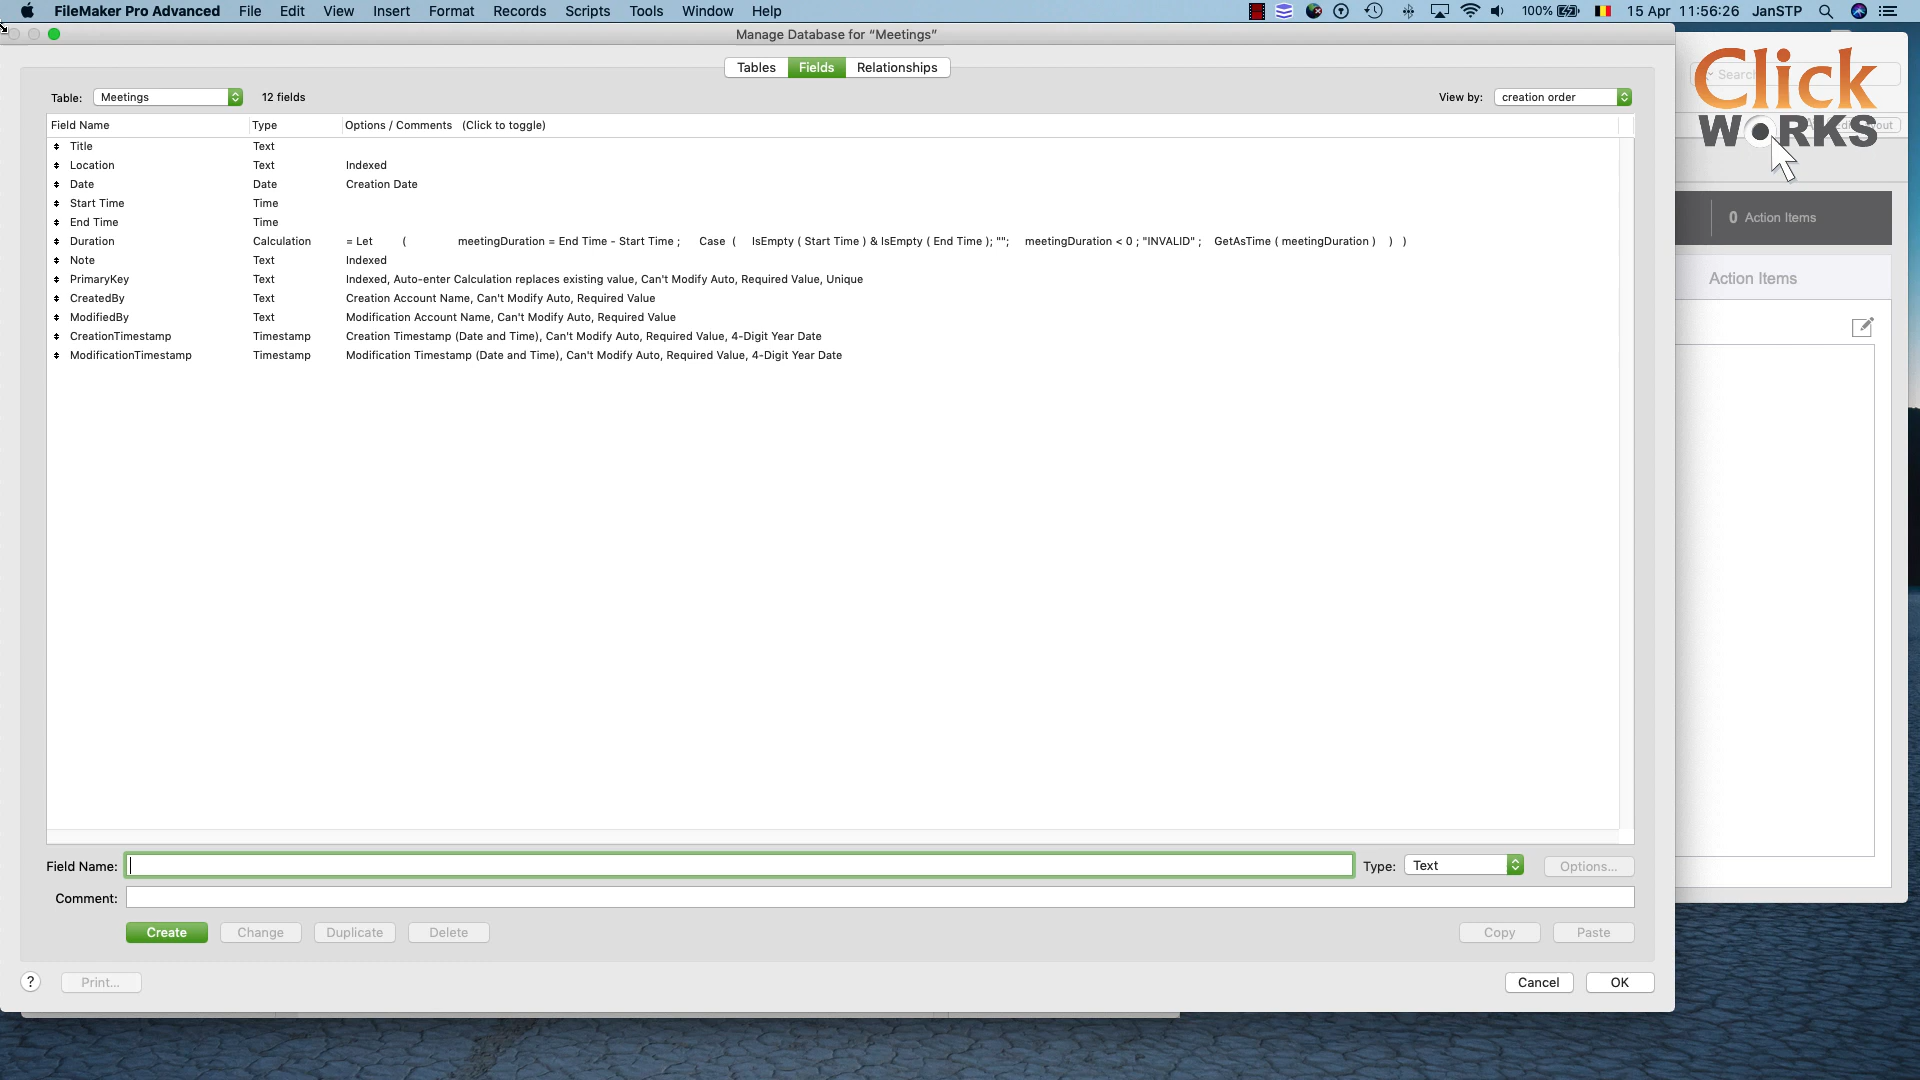 FileMaker Pro Advanced File Edit View Insert Format Records Scripts Tools Window Help 100% 15 Apr 11:56:26 JanSTP
Manage Database for “Meetings”
Tables Fields Relationships
Table: Meetings 12 fields View by: creation order
Field Name Type Options / Comments (Click to toggle)
Title Text
Location Text Indexed
Date Date Creation Date
Start Time Time
End Time Time
Duration Calculation = Let ( meetingDuration = End Time - Start Time ; Case ( IsEmpty ( Start Time ) & IsEmpty ( End Time ); ""; meetingDuration < 0 ; "INVALID" ; GetAsTime ( meetingDuration ) ) )
Note Text Indexed
PrimaryKey Text Indexed, Auto-enter Calculation replaces existing value, Can't Modify Auto, Required Value, Unique
CreatedBy Text Creation Account Name, Can't Modify Auto, Required Value
ModifiedBy Text Modification Account Name, Can't Modify Auto, Required Value
CreationTimestamp Timestamp Creation Timestamp (Date and Time), Can't Modify Auto, Required Value, 4-Digit Year Date
ModificationTimestamp Timestamp Modification Timestamp (Date and Time), Can't Modify Auto, Required Value, 4-Digit Year Date
Field Name: Type: Text Options...
Comment:
Create Change Duplicate Delete Copy Paste
? Print... Cancel OK
Search
Click
WORKS
0 Action Items
Action Items